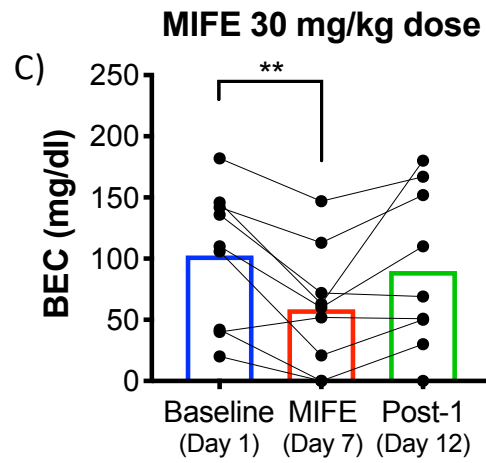 MIFE 30 mg/kg dose
C)
**
BEC (mg/dl)
250
200
150
100
50
0
Baseline MIFE Post-1
(Day 1) (Day 7) (Day 12)